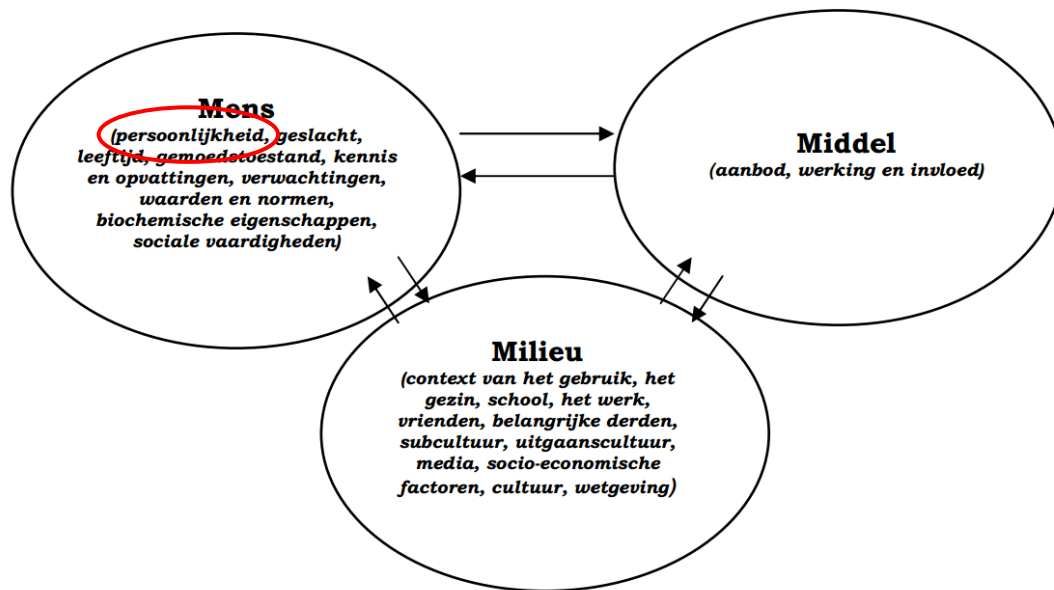 Mens
(persoonlijkheid, geslacht,
leeftijd, gemoedstoestand, kennis
en opvattingen, verwachtingen,
waarden en normen,
biochemische eigenschappen,
sociale vaardigheden)
Middel
(aanbod, werking en invloed)
Milieu
(context van het gebruik, het
gezin, school, het werk,
vrienden, belangrijke derden,
subcultuur, uitgaanscultuur,
media, socio-economische
factoren, cultuur, wetgeving)